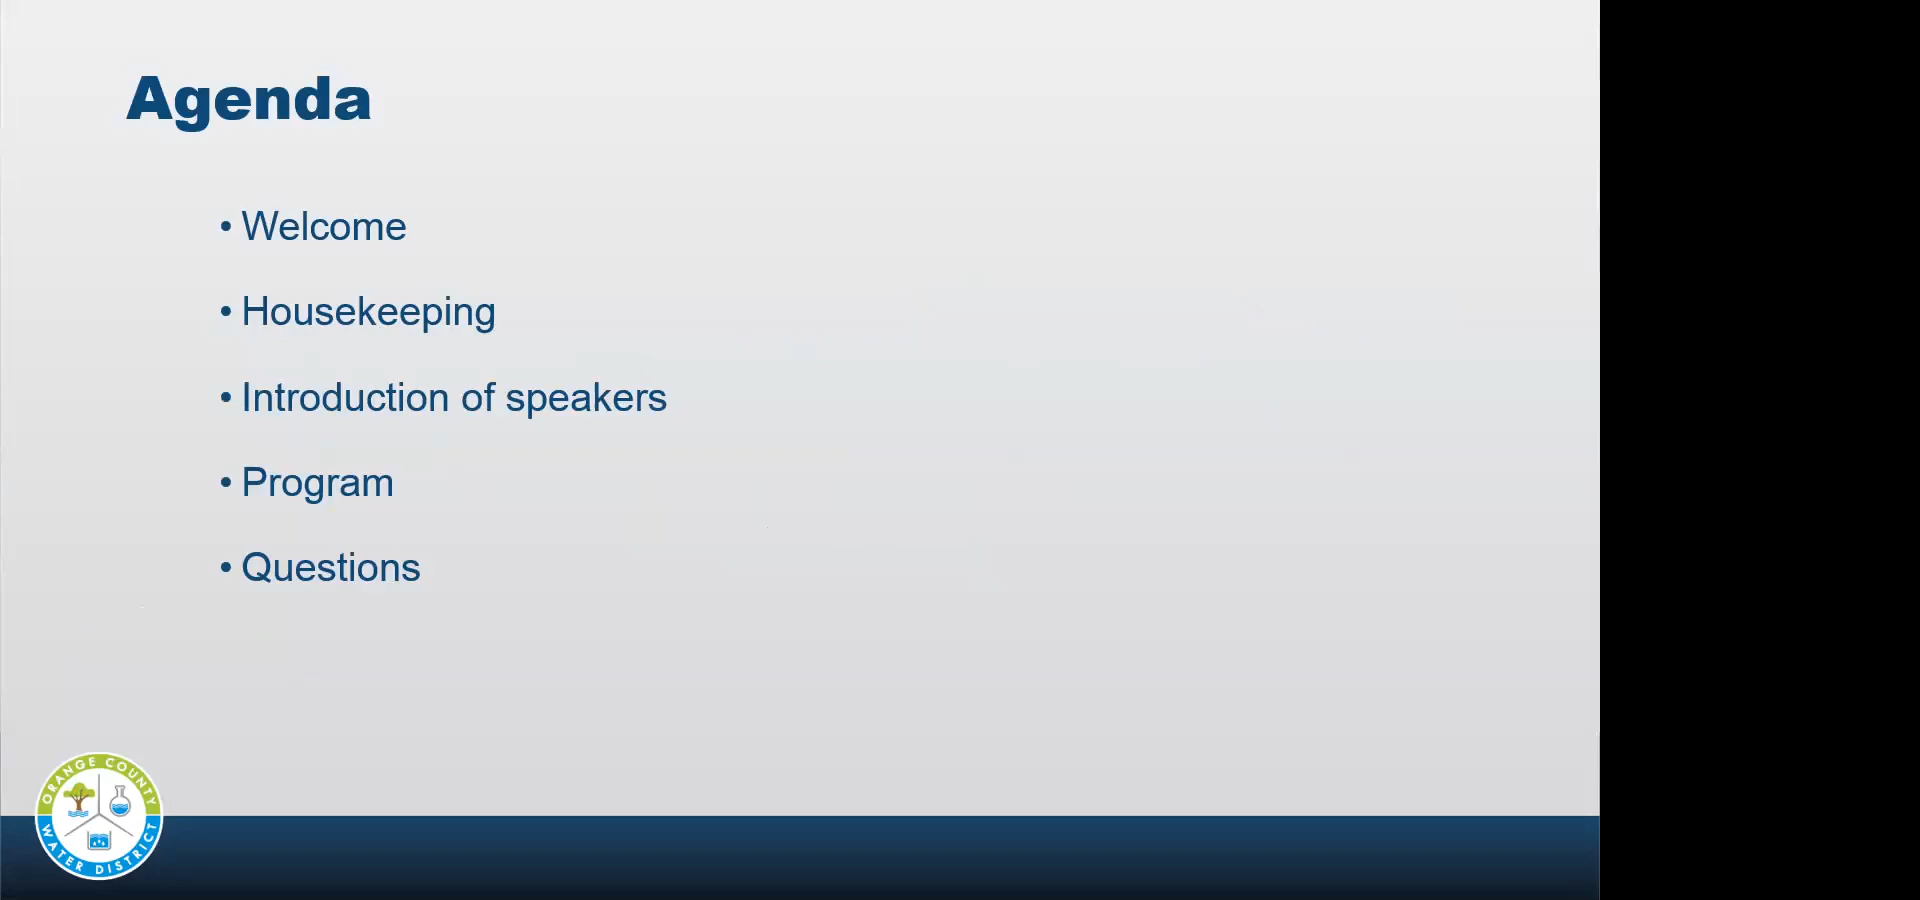 Agenda
• Welcome
• Housekeeping
• Introduction of speakers
• Program
• Questions
ORANGE COUNTY
WATER DISTRICT